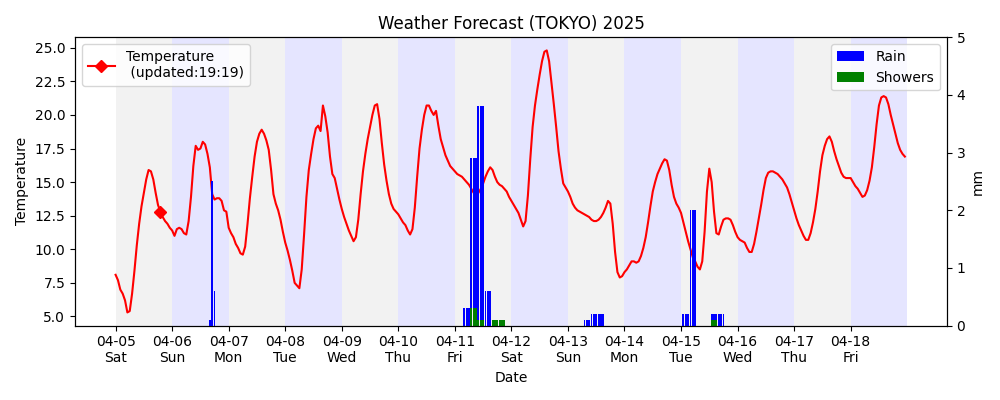 Weather Forecast (TOKYO) 2025
Temperature
(updated:19:19)
Rain
Showers
25.0
22.5
20.0
17.5
15.0
12.5
10.0
7.5
5.0
Temperature
5
4
3
2
1
0
mm
04-05 04-06 04-07 04-08 04-09 04-10 04-11 04-12 04-13 04-14 04-15 04-16 04-17 04-18
Sat Sun Mon Tue Wed Thu Fri Sat Sun Mon Tue Wed Thu Fri
Date